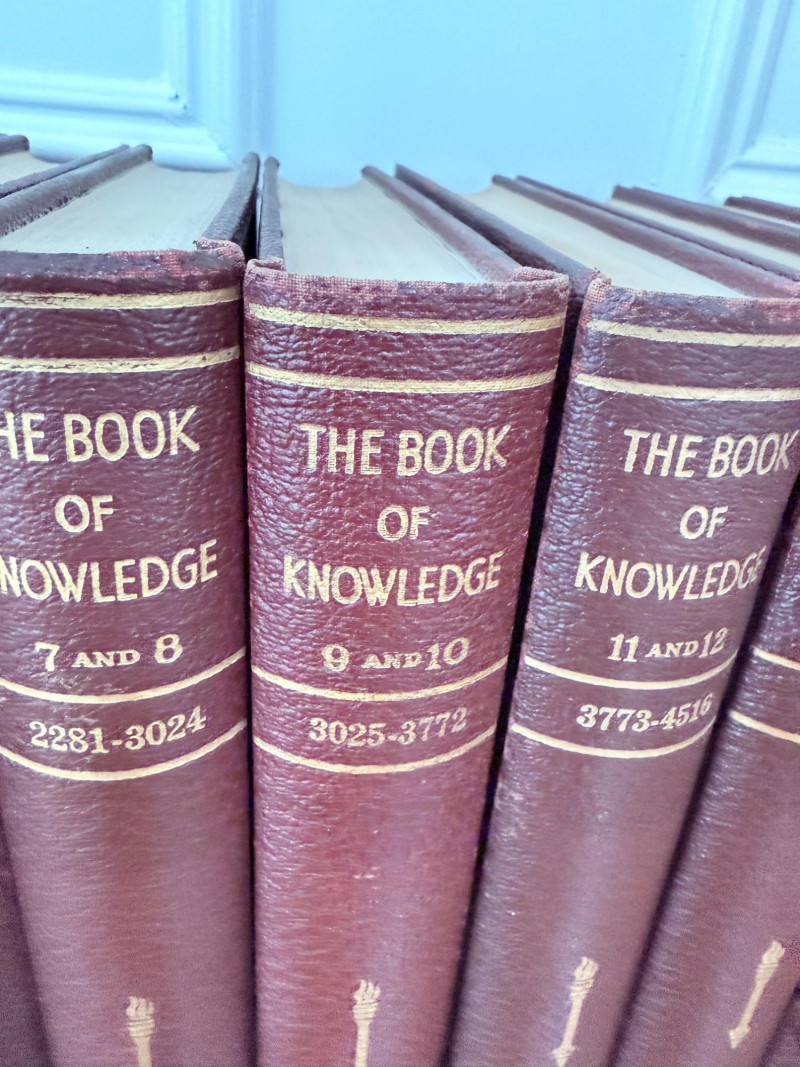 HE BOOK
OF
NOWLEDGE
7 AND 8
2281-3024
THE BOOK
OF
KNOWLEDGE
9 AND 10
3025-3772
THE BOOK
OF
KNOWLEDGE
11 AND 12
3773-4516